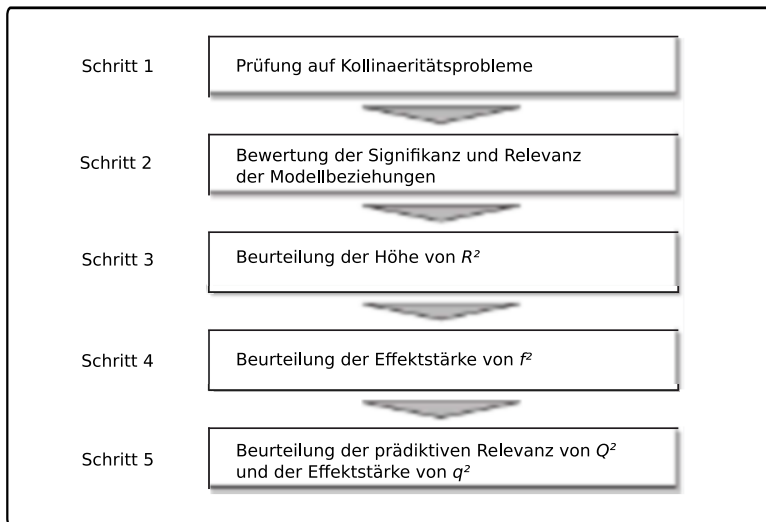 Schritt 1
Prüfung auf Kollinaeritätsprobleme
Schritt 2
Bewertung der Signifikanz und Relevanz
der Modellbeziehungen
Schritt 3
Beurteilung der Höhe von R²
Schritt 4
Beurteilung der Effektstärke von f²
Schritt 5
Beurteilung der prädiktiven Relevanz von Q²
und der Effektstärke von q²